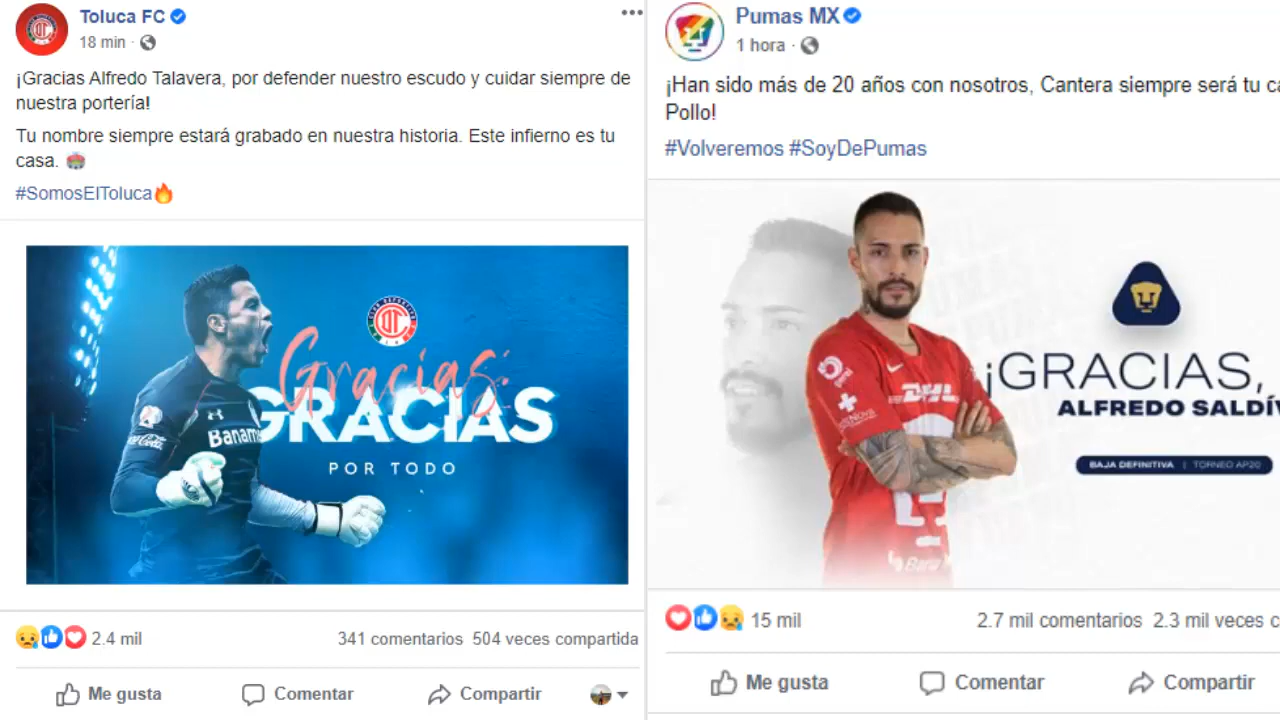 Toluca FC
18 min ·
¡Gracias Alfredo Talavera, por defender nuestro escudo y cuidar siempre de
nuestra portería!
Tu nombre siempre estará grabado en nuestra historia. Este infierno es tu
casa. 🏟️
#SomosElToluca🔥
Gracias
GRACIAS
POR TODO
2.4 mil
341 comentarios 504 veces compartida
Me gusta Comentar Compartir
Pumas MX
1 hora ·
¡Han sido más de 20 años con nosotros, Cantera siempre será tu ca
Pollo!
#Volveremos #SoyDePumas
¡GRACIAS,
ALFREDO SALDÍV
BAJA DEFINITIVA | TORNEO AP20
DHL
15 mil
2.7 mil comentarios 2.3 mil veces c
Me gusta Comentar Compartir